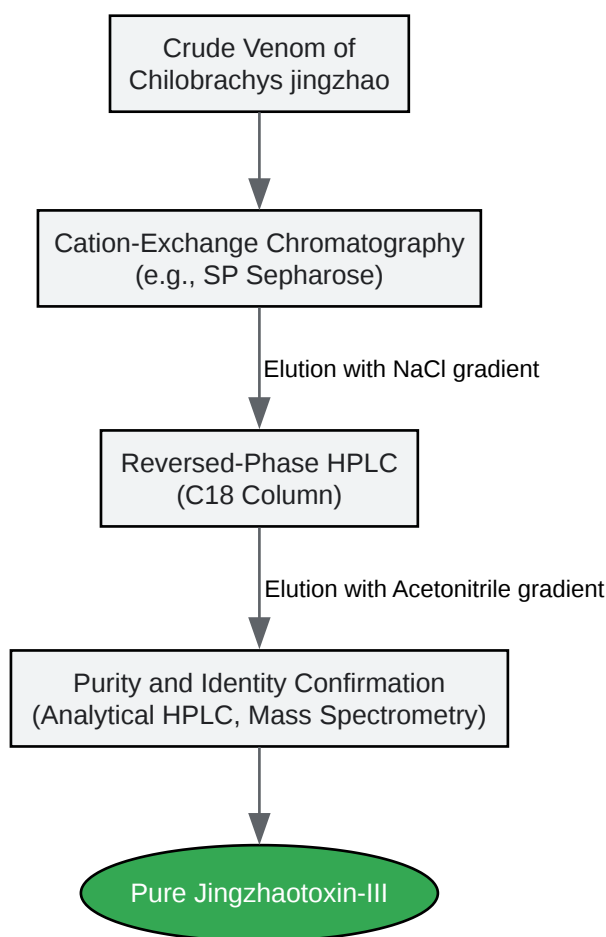 Crude Venom of
Chilobrachys jingzhao
Cation-Exchange Chromatography
(e.g., SP Sepharose)
Elution with NaCl gradient
Reversed-Phase HPLC
(C18 Column)
Elution with Acetonitrile gradient
Purity and Identity Confirmation
(Analytical HPLC, Mass Spectrometry)
Pure Jingzhaotoxin-III